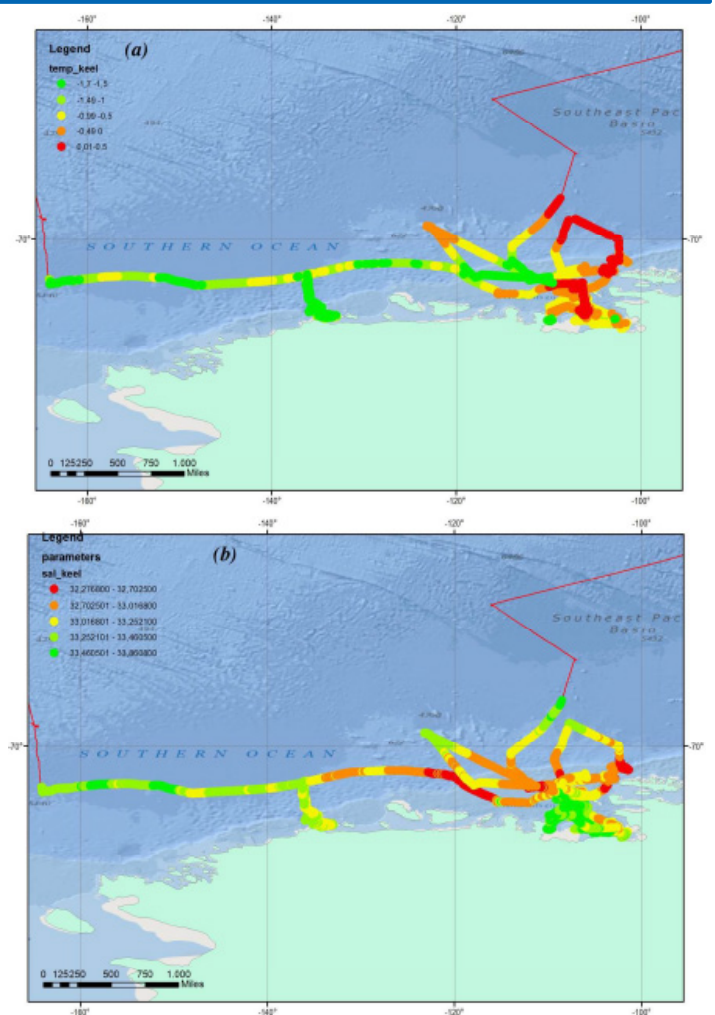 -160° -140° -120° -100°
Legend (a)
temp_keel
-1,7 -1,5
-1,49 -1
-0,99 -0,5
-0,49 0
0,01 0,5
Southeast Pac
Basin
-70° -70°
SOUTHERN OCEAN
0 125250 500 750 1.000
Miles
-160° -140° -120° -100°
-160° -140° -120° -100°
Legend (b)
parameters
sal_keel
32,276800 - 32,702500
32,702501 - 33,016800
33,016801 - 33,252100
33,252101 - 33,460500
33,460501 - 33,860800
Southeast Pac
Basin
-70° -70°
SOUTHERN OCEAN
0 125250 500 750 1.000
Miles
-160° -140° -120° -100°